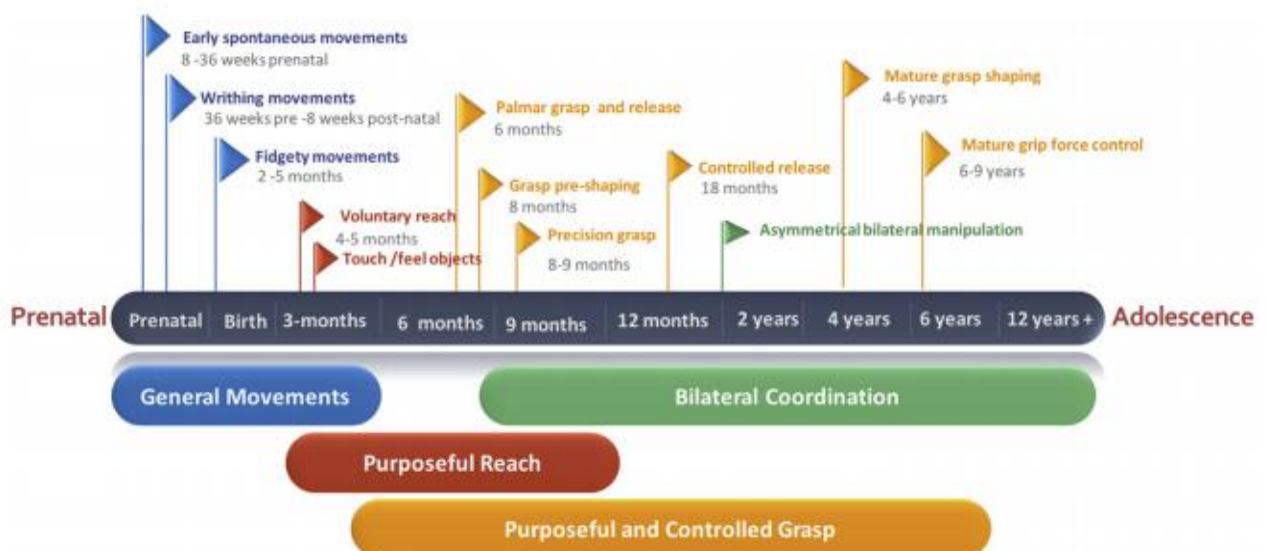 Early spontaneous movements
8 -36 weeks prenatal
Writhing movements
36 weeks pre -8 weeks post-natal
Fidgety movements
2 -5 months
Voluntary reach
4-5 months
Touch /feel objects
Palmar grasp and release
6 months
Grasp pre-shaping
8 months
Precision grasp
8-9 months
Controlled release
18 months
Asymmetrical bilateral manipulation
Mature grasp shaping
4-6 years
Mature grip force control
6-9 years
Prenatal
Prenatal
Birth
3-months
6 months
9 months
12 months
2 years
4 years
6 years
12 years +
Adolescence
General Movements
Bilateral Coordination
Purposeful Reach
Purposeful and Controlled Grasp